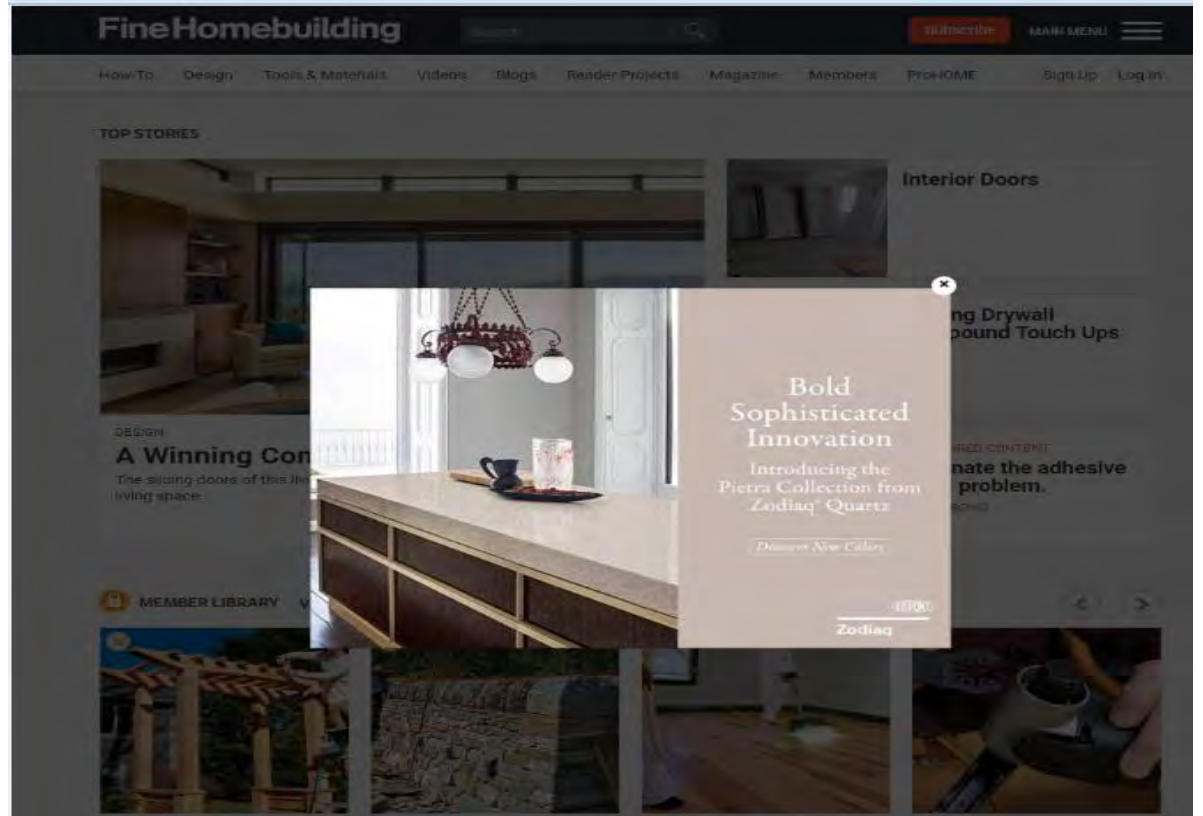 FineHomebuilding
Search
Subscribe
MAIN MENU
How-To Design Tools & Materials Videos Blogs Reader Projects Magazine Members ProHOME Sign Up Log In
TOP STORIES
Interior Doors
ng Drywall
pound Touch Ups
DESIGN
A Winning Con
The sliding doors of this liv
living space
CONTENT
nate the adhesive
problem.
Bold
Sophisticated
Innovation
Introducing the
Pietra Collection from
Zodiaq® Quartz
Discover New Colors
Zodiaq
MEMBER LIBRARY